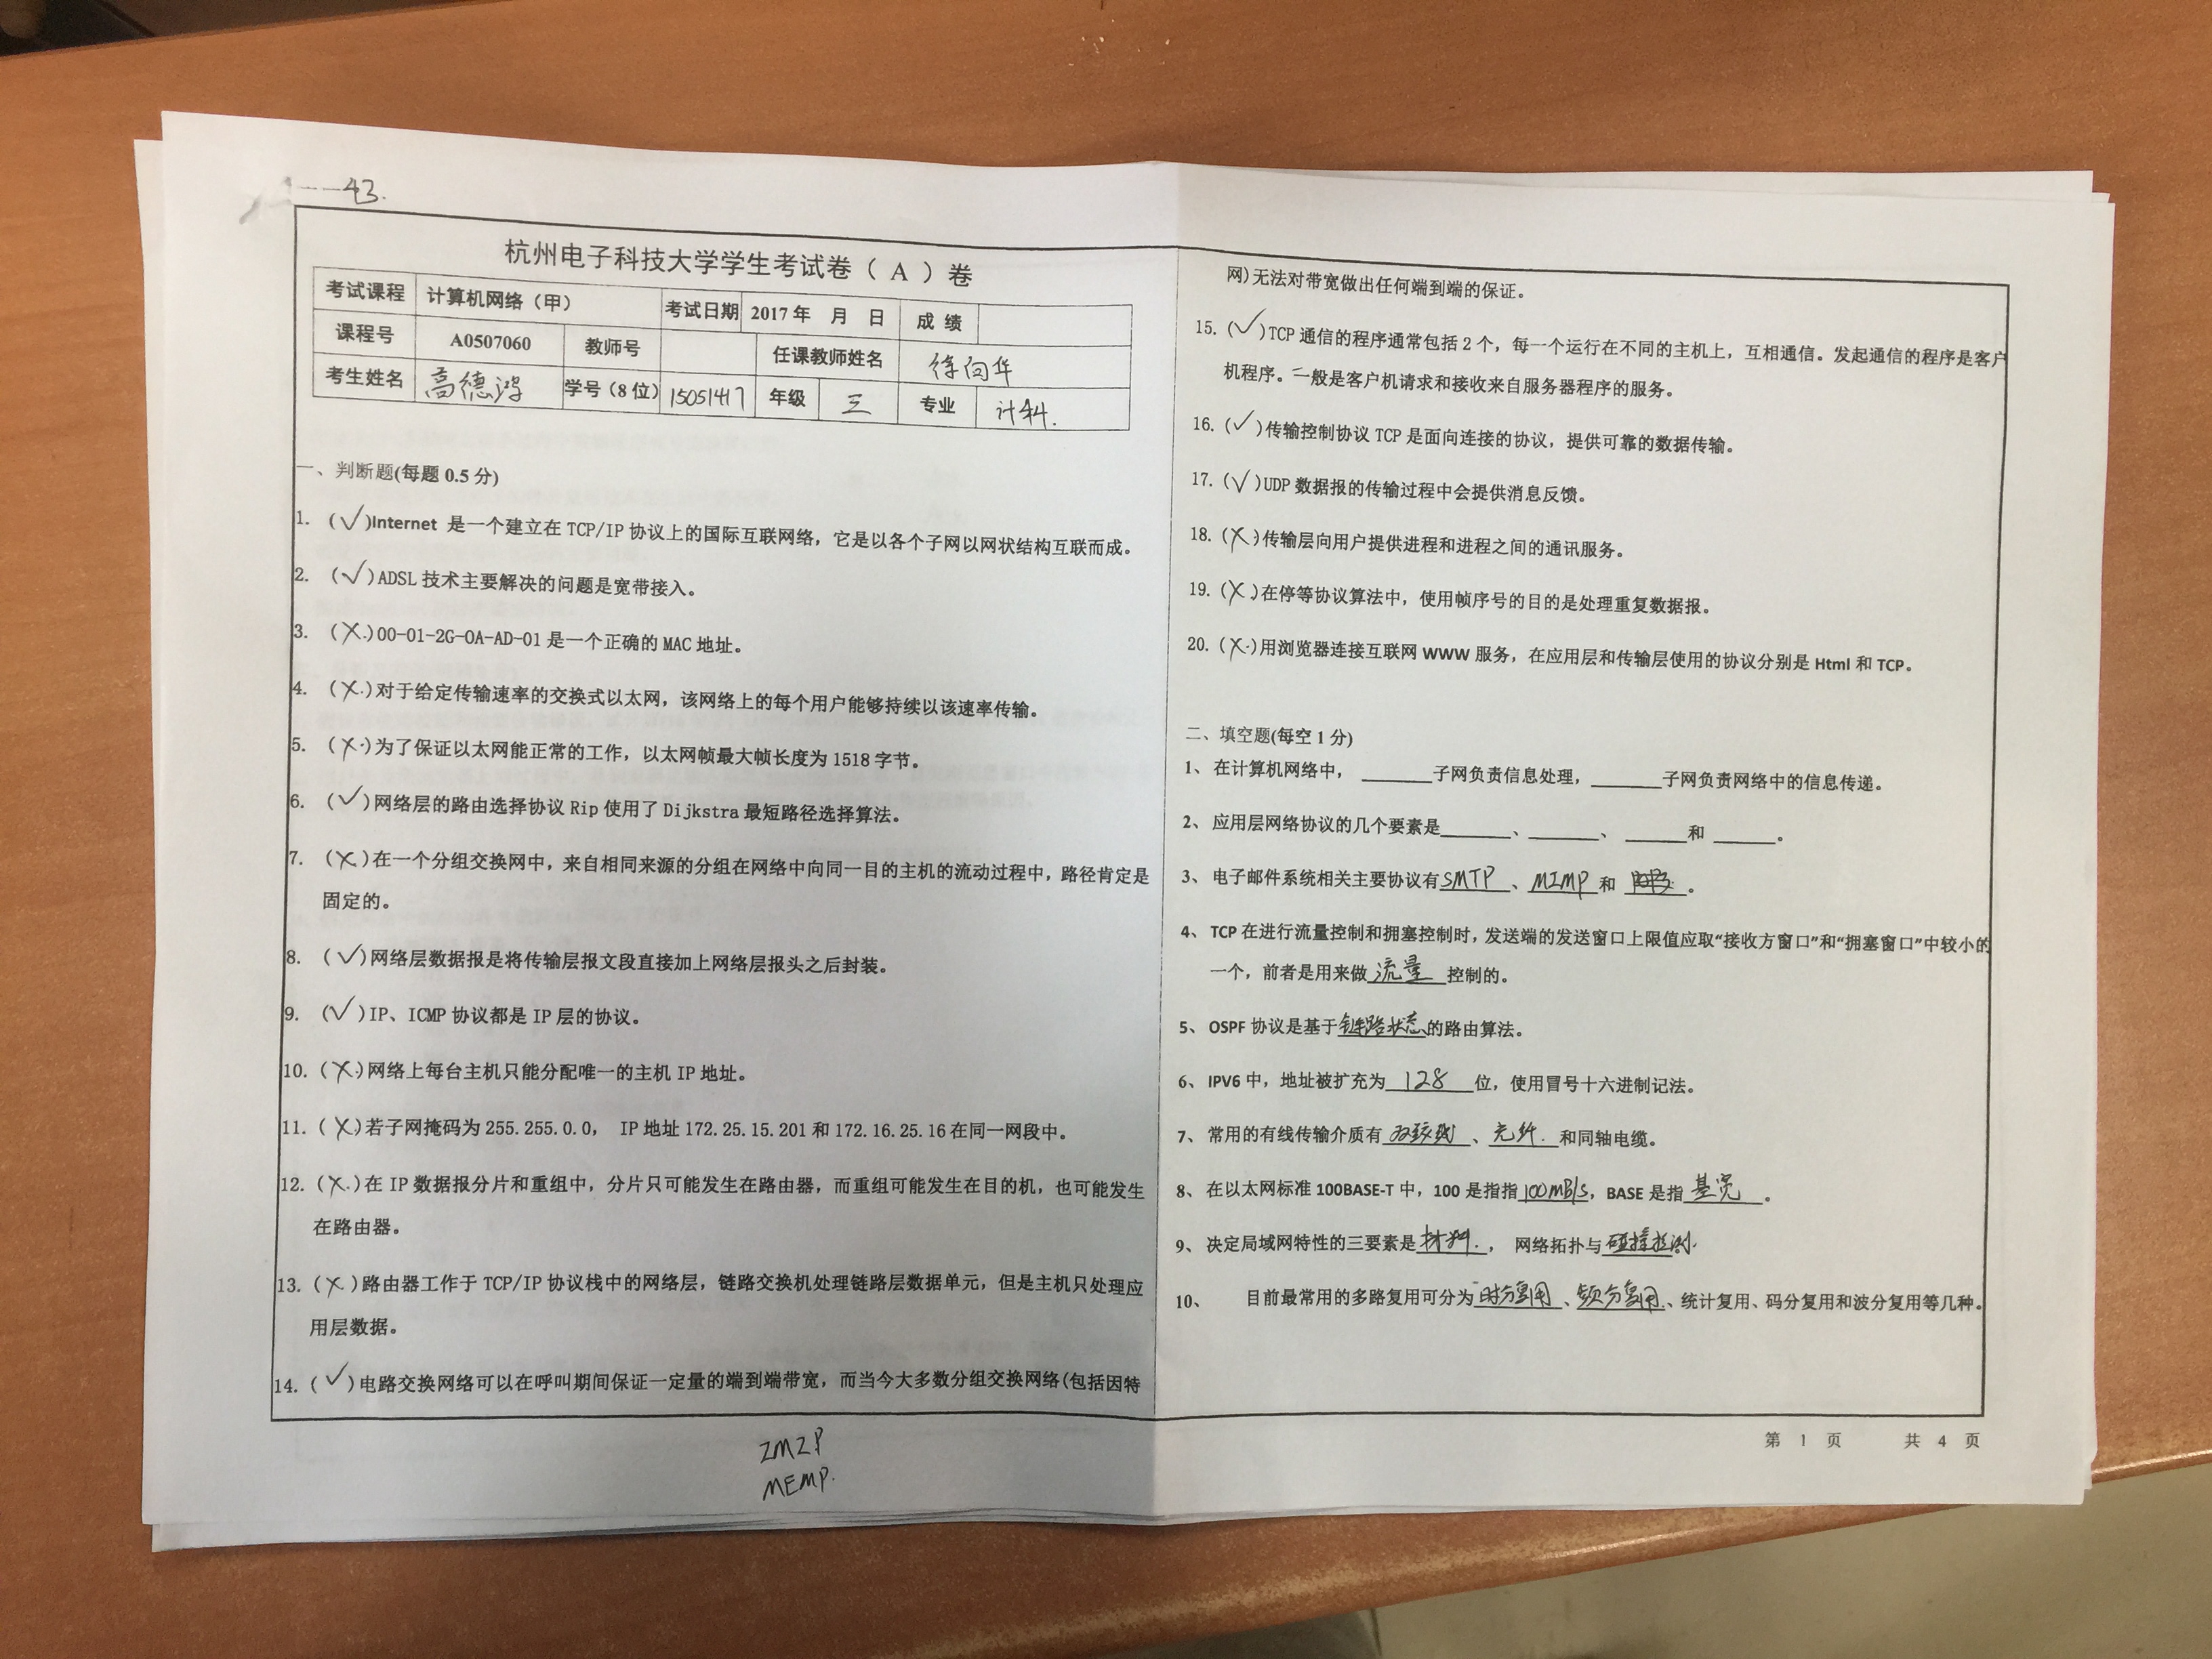 43.
杭州电子科技大学学生考试卷（ A ）卷
考试课程 计算机网络（甲） 考试日期 2017 年 月 日 成 绩
课程号 A0507060 教师号 任课教师姓名 徐向华
考生姓名 高德 学号（8 位） 15051417 年级 三 专业 计科.
一、判断题(每题 0.5 分)
1. (✓)Internet 是一个建立在 TCP/IP 协议上的国际互联网络，它是以各个子网以网状结构互联而成。
2. (✓)ADSL 技术主要解决的问题是宽带接入。
3. (X.)00-01-2G-0A-AD-01 是一个正确的 MAC 地址。
4. (X.)对于给定传输速率的交换式以太网，该网络上的每个用户能够持续以该速率传输。
5. (X.)为了保证以太网能正常的工作，以太网帧最大帧长度为 1518 字节。
6. (✓)网络层的路由选择协议 Rip 使用了 Dijkstra 最短路径选择算法。
7. (X.)在一个分组交换网中，来自相同来源的分组在网络中向同一目的主机的流动过程中，路径肯定是
固定的。
8. (✓)网络层数据报是将传输层报文段直接加上网络层报头之后封装。
9. (✓)IP、ICMP 协议都是 IP 层的协议。
10. (X.)网络上每台主机只能分配唯一的主机 IP 地址。
11. (X.)若子网掩码为 255.255.0.0， IP 地址 172.25.15.201 和 172.16.25.16 在同一网段中。
12. (X.)在 IP 数据报分片和重组中，分片只可能发生在路由器，而重组可能发生在目的机，也可能发生
在路由器。
13. (X.)路由器工作于 TCP/IP 协议栈中的网络层，链路交换机处理链路层数据单元，但是主机只处理应
用层数据。
14. (✓)电路交换网络可以在呼叫期间保证一定量的端到端带宽，而当今大多数分组交换网络(包括因特
ZMZP
MEMP.
网)无法对带宽做出任何端到端的保证。
15. (✓)TCP 通信的程序通常包括 2 个，每一个运行在不同的主机上，互相通信。发起通信的程序是客户
机程序。一般是客户机请求和接收来自服务器程序的服务。
16. (✓)传输控制协议 TCP 是面向连接的协议，提供可靠的数据传输。
17. (✓)UDP 数据报的传输过程中会提供消息反馈。
18. (X.)传输层向用户提供进程和进程之间的通讯服务。
19. (X.)在停等协议算法中，使用帧序号的目的是处理重复数据报。
20. (X.)用浏览器连接互联网 WWW 服务，在应用层和传输层使用的协议分别是 Html 和 TCP。
二、填空题(每空 1 分)
1、在计算机网络中，______子网负责信息处理，______子网负责网络中的信息传递。
2、应用层网络协议的几个要素是______、______、______和______。
3、电子邮件系统相关主要协议有 SMTP 、 MIMP 和 。
4、TCP 在进行流量控制和拥塞控制时，发送端的发送窗口上限值应取“接收方窗口”和“拥塞窗口”中较小的
一个，前者是用来做 流量 控制的。
5、OSPF 协议是基于链路状态的路由算法。
6、IPV6 中，地址被扩充为 128 位，使用冒号十六进制记法。
7、常用的有线传输介质有 双绞线 、光纤. 和同轴电缆。
8、在以太网标准 100BASE-T 中，100 是指指 100MB/s，BASE 是指 基宽 。
9、决定局域网特性的三要素是 材料. ， 网络拓扑与 碰撞检测.
10、 目前最常用的多路复用可分为 时分复用 、频分复用.、统计复用、码分复用和波分复用等几种。
第 1 页 共 4 页